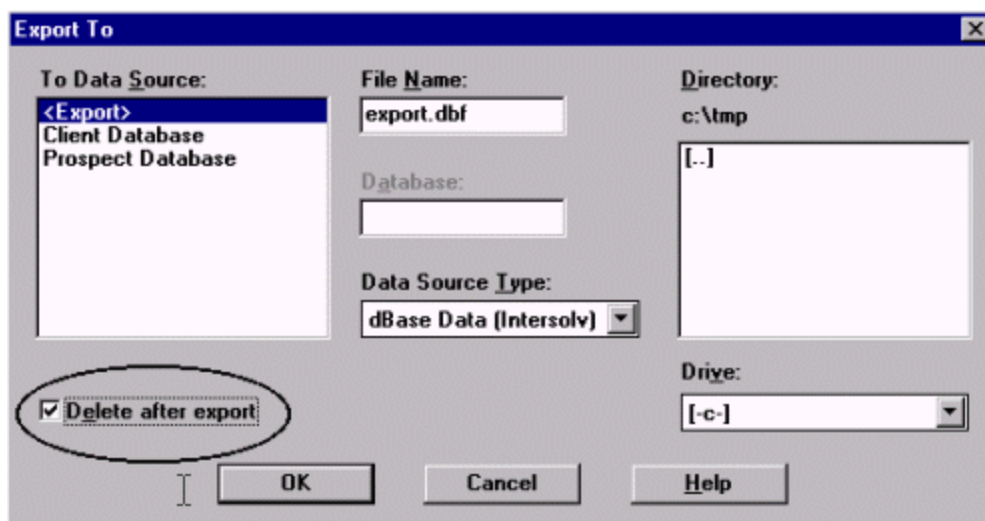 Export To
To Data Source:
<Export>
Client Database
Prospect Database
File Name:
export.dbf
Database:
Data Source Type:
dBase Data (Intersolv)
Directory:
c:\tmp
[..]
Drive:
[-c-]
Delete after export
OK
Cancel
Help